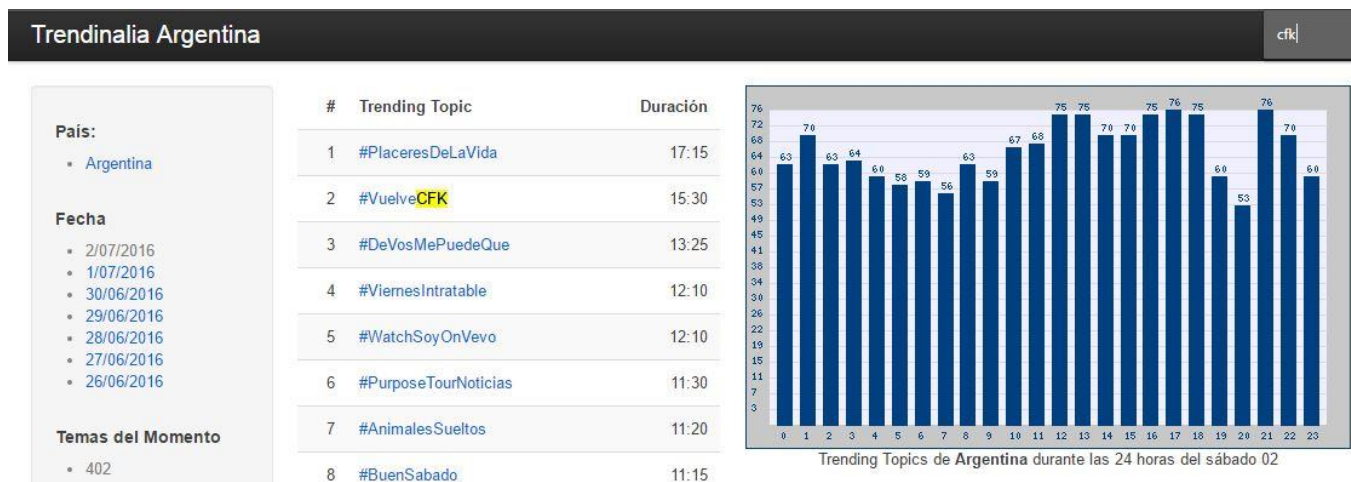 Trendinalia Argentina
cfk
País:
Argentina
Fecha
2/07/2016
1/07/2016
30/06/2016
29/06/2016
28/06/2016
27/06/2016
26/06/2016
Temas del Momento
402
# Trending Topic Duración
1 #PlaceresDeLaVida 17:15
2 #VuelveCFK 15:30
3 #DeVosMePuedeQue 13:25
4 #ViernesIntratable 12:10
5 #WatchSoyOnVevo 12:10
6 #PurposeTourNoticias 11:30
7 #AnimalesSueltos 11:20
8 #BuenSabado 11:15
76
72
68
64
60
57
53
49
45
41
38
34
30
26
22
19
15
11
7
3
63 70 63 64 60 58 59 56 63 59 67 68 75 75 70 70 75 76 75 60 53 76 70 60
0 1 2 3 4 5 6 7 8 9 10 11 12 13 14 15 16 17 18 19 20 21 22 23
Trending Topics de Argentina durante las 24 horas del sábado 02